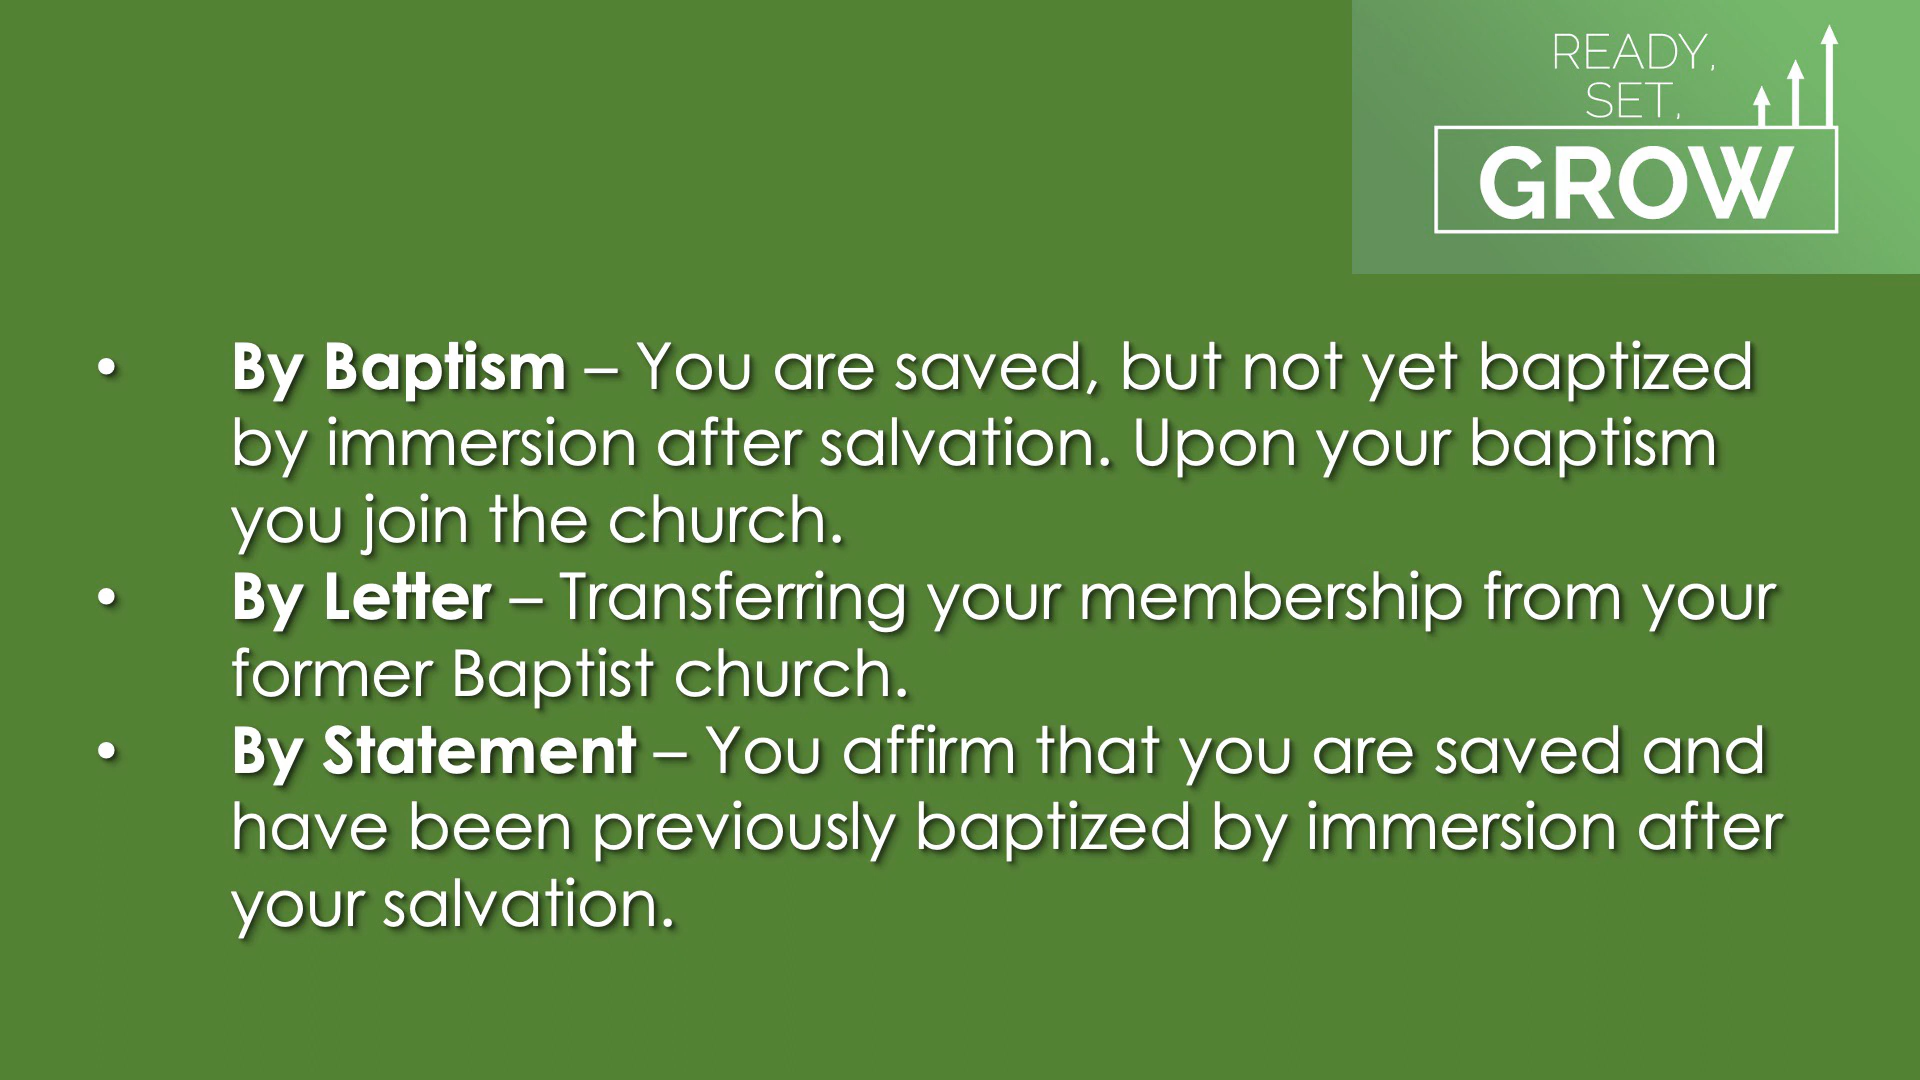 READY,
SET,
GROW
• By Baptism – You are saved, but not yet baptized
by immersion after salvation. Upon your baptism
you join the church.
• By Letter – Transferring your membership from your
former Baptist church.
• By Statement – You affirm that you are saved and
have been previously baptized by immersion after
your salvation.